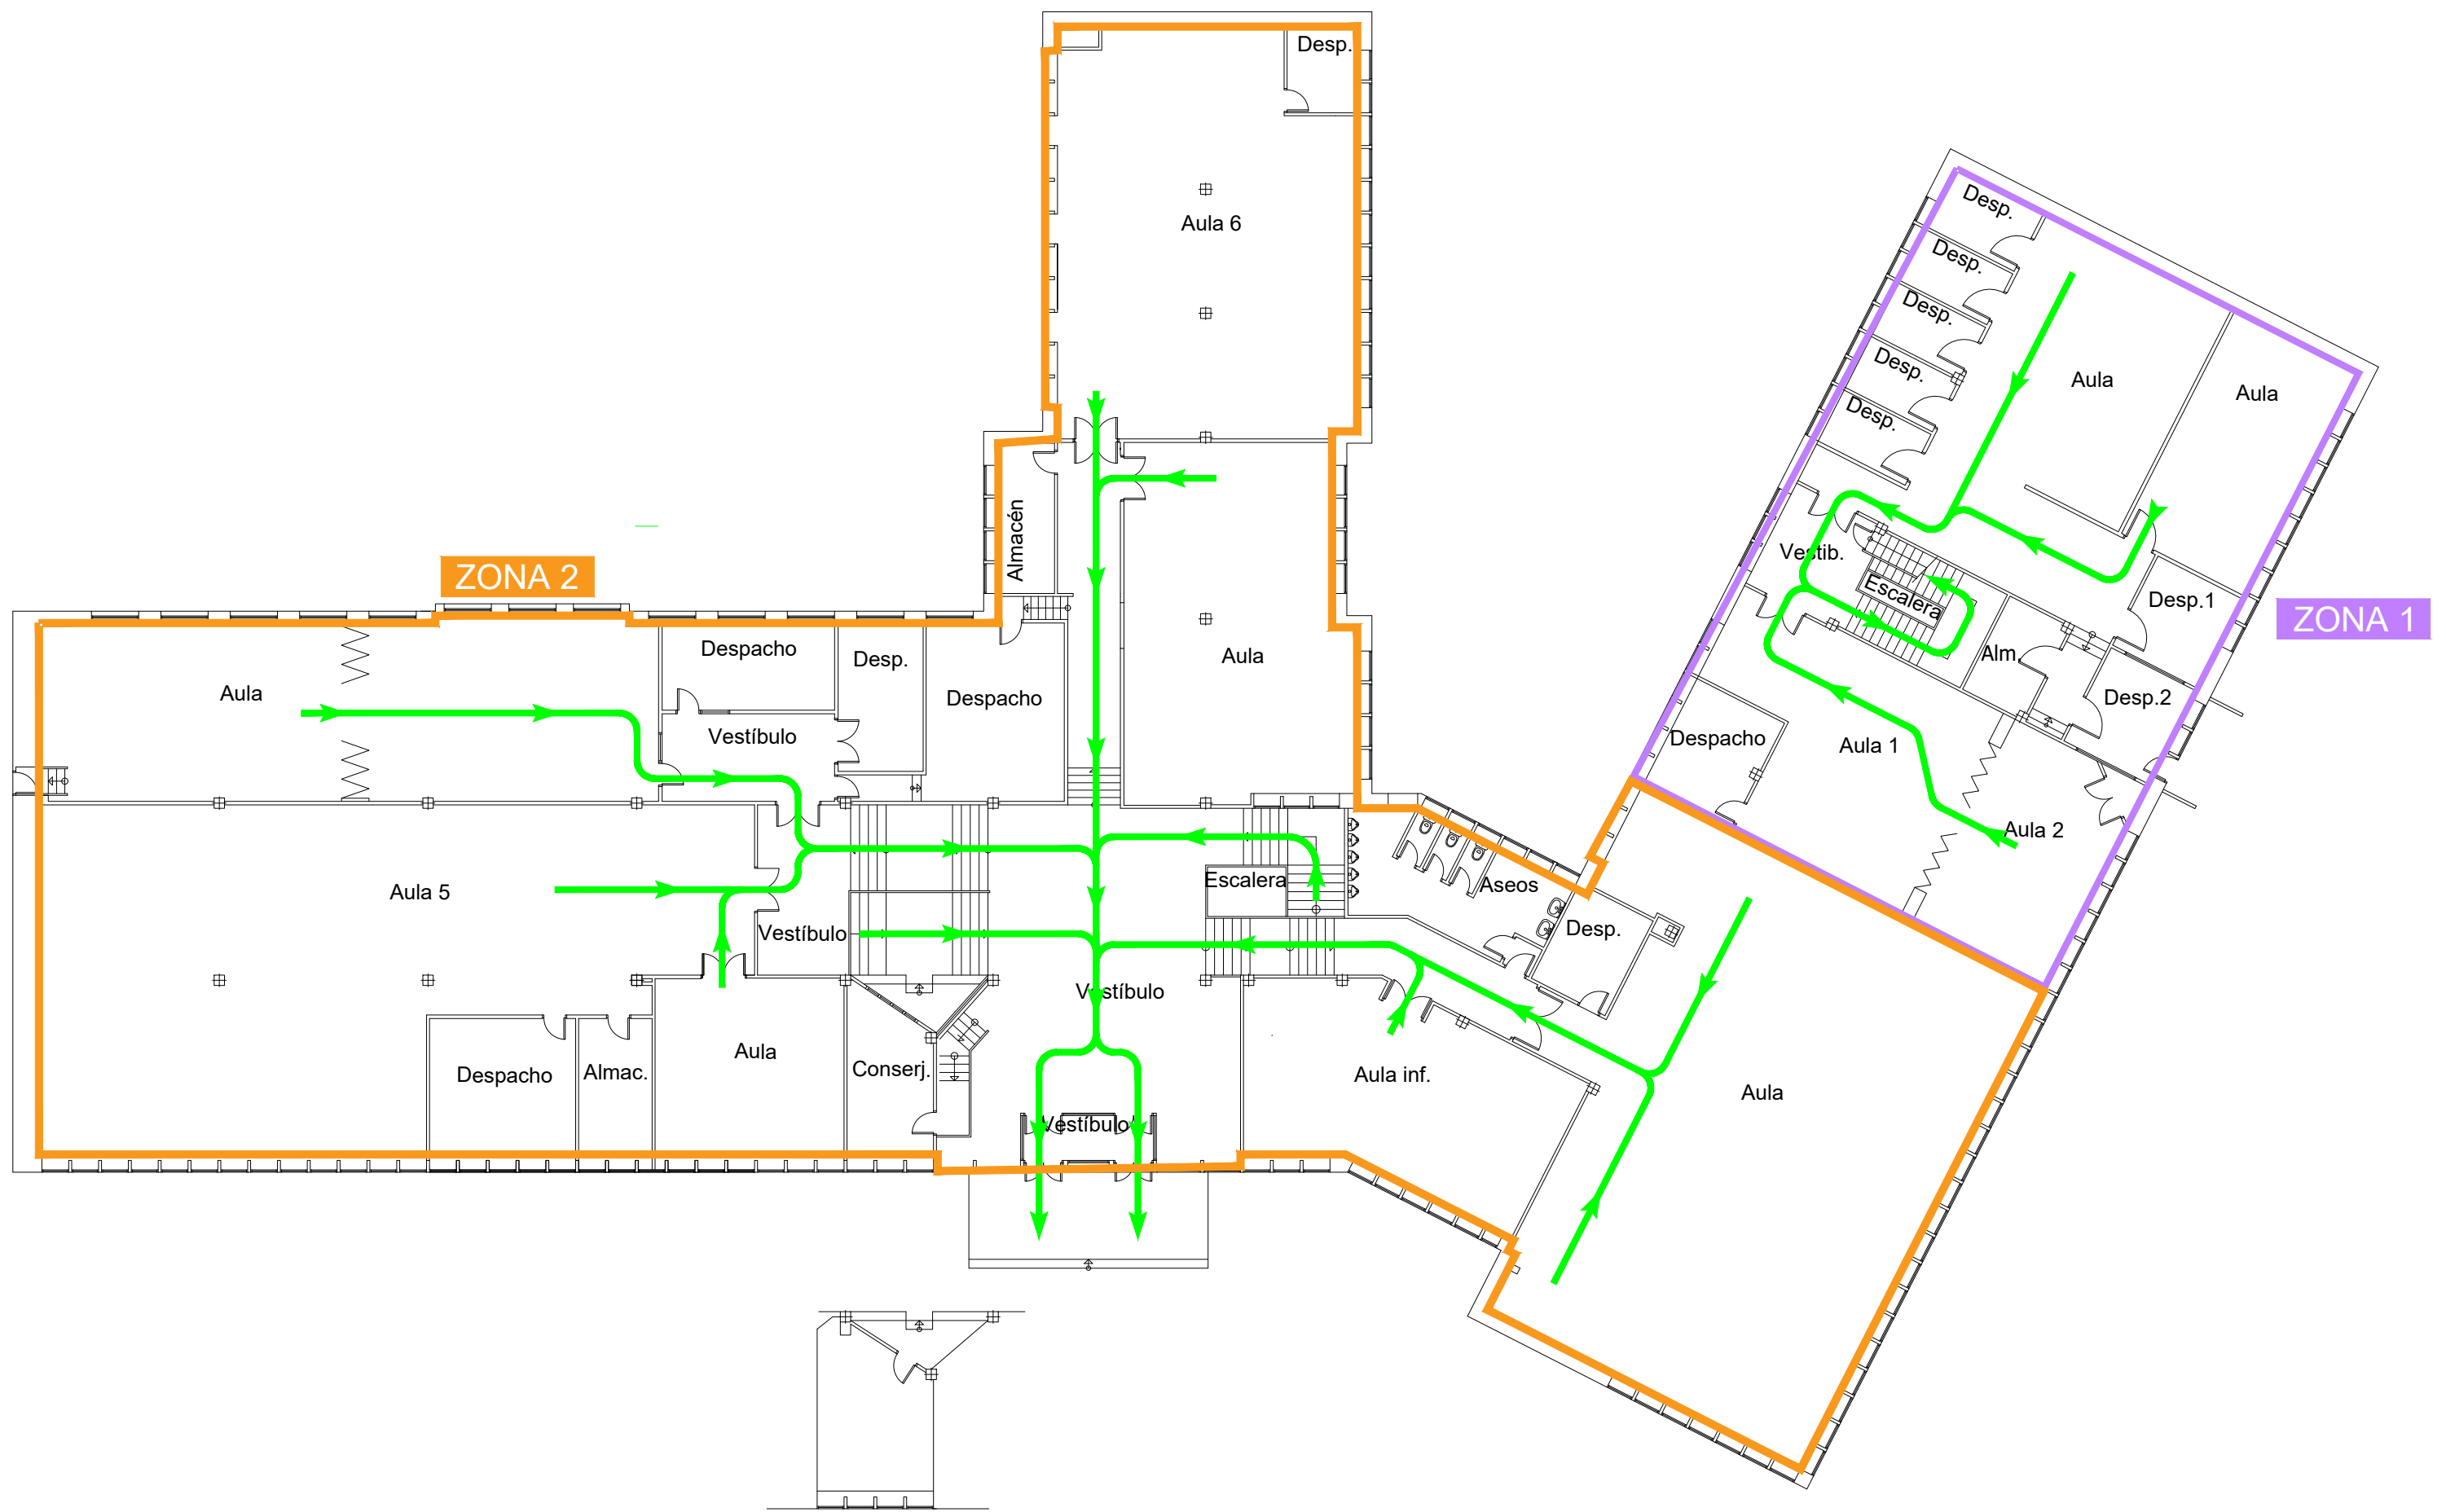 Desp.
Aula 6
Desp.
Desp.
Desp.
Desp.
Desp.
Aula
Aula
Almacén
Vestib.
Escalera
ZONA 2
Desp.1
ZONA 1
Despacho
Desp.
Aula
Alm.
Aula
Despacho
Desp.2
Vestíbulo
Despacho
Aula 1
Aula 2
Aula 5
Escalera
Aseos
Vestíbulo
Desp.
Vestíbulo
Aula
Conserj.
Despacho
Almac.
Aula inf.
Aula
Vestíbulo